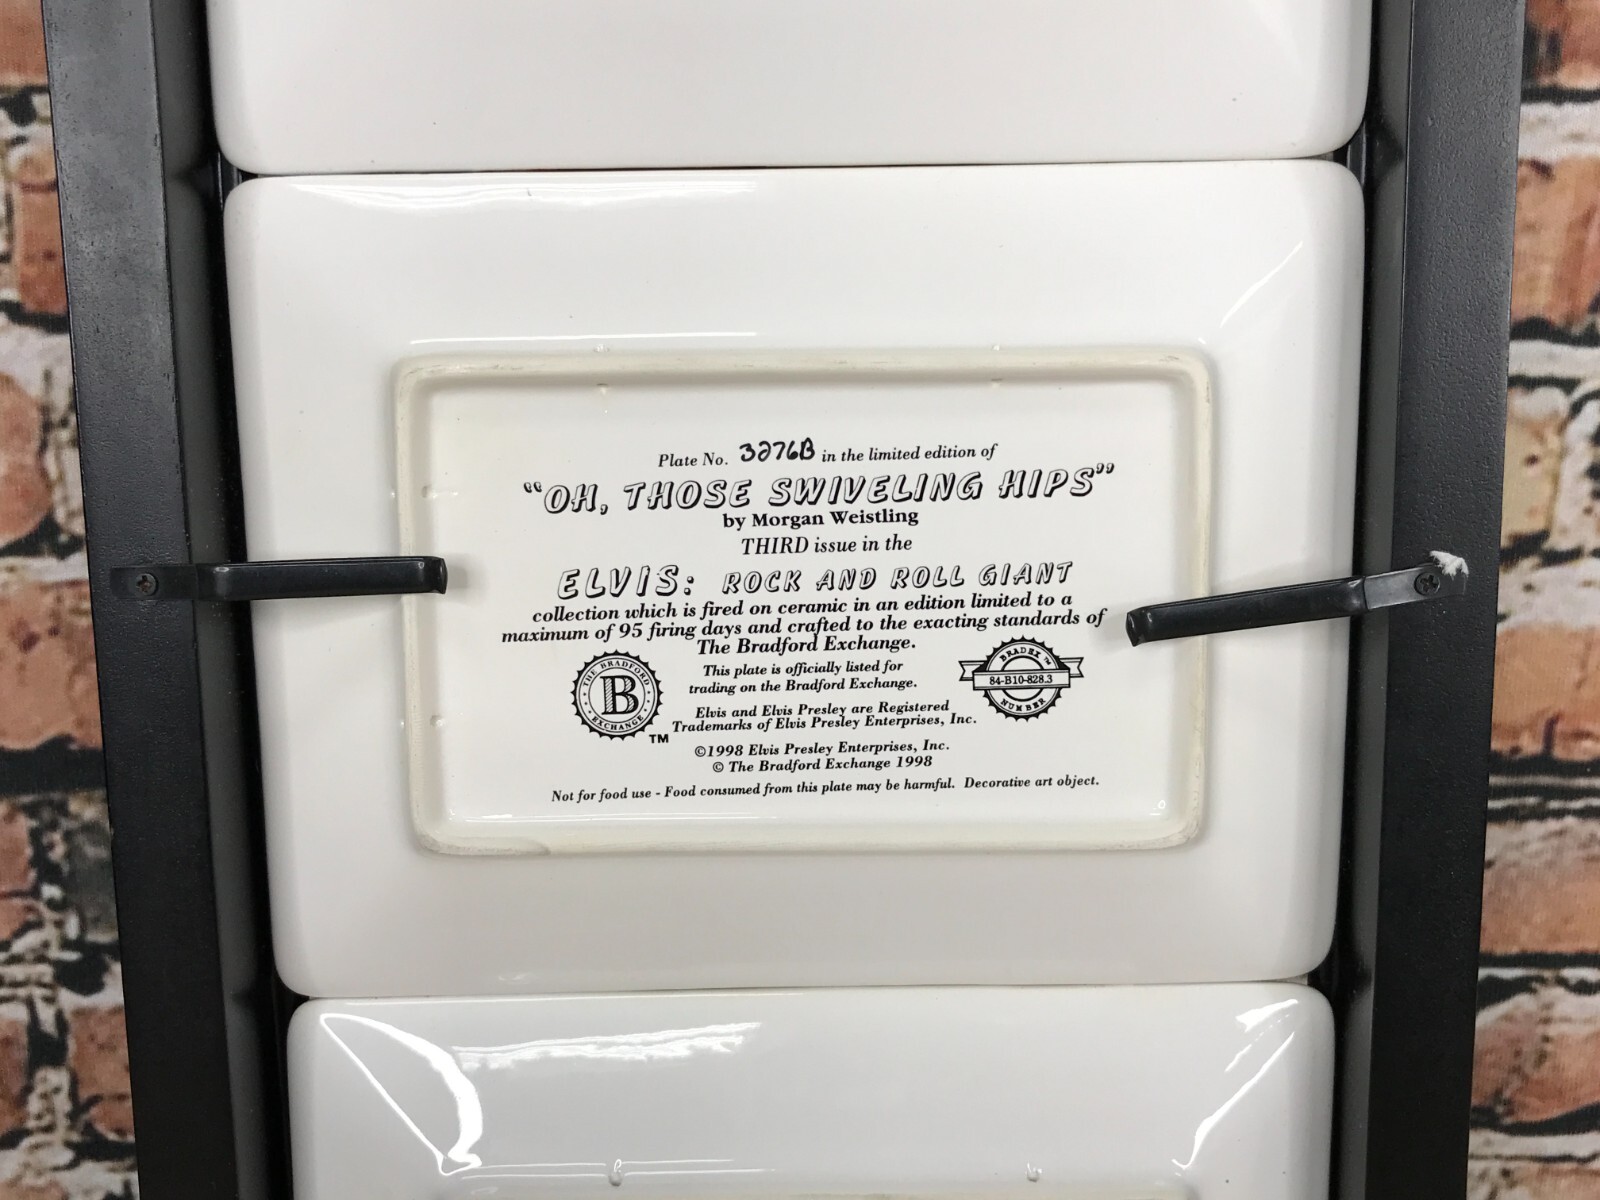 Plate No. 3276B in the limited edition of
“OH, THOSE SWIVELING HIPS”
by Morgan Weistling
THIRD issue in the
ELVIS: ROCK AND ROLL GIANT
collection which is fired on ceramic in an edition limited to a
maximum of 95 firing days and crafted to the exacting standards of
The Bradford Exchange.
THE BRADFORD
B
EXCHANGE
TM
This plate is officially listed for
trading on the Bradford Exchange.
BRADEX TM
84-B10-828.3
NUMBER
Elvis and Elvis Presley are Registered
Trademarks of Elvis Presley Enterprises, Inc.
©1998 Elvis Presley Enterprises, Inc.
© The Bradford Exchange 1998
Not for food use - Food consumed from this plate may be harmful. Decorative art object.